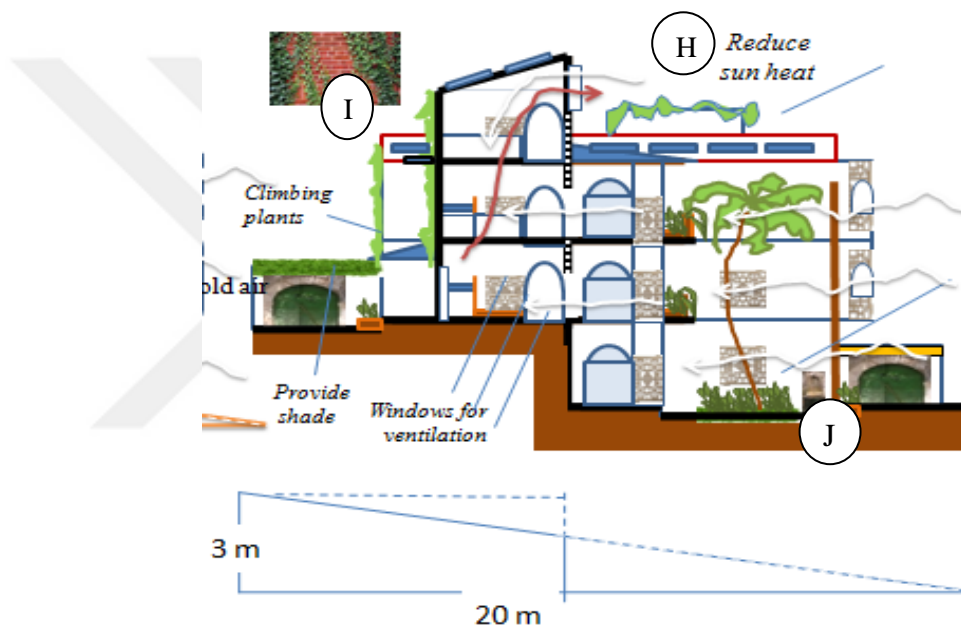 H
Reduce
sun heat
I
Climbing
plants
old air
Provide
shade
Windows for
ventilation
J
3 m
20 m